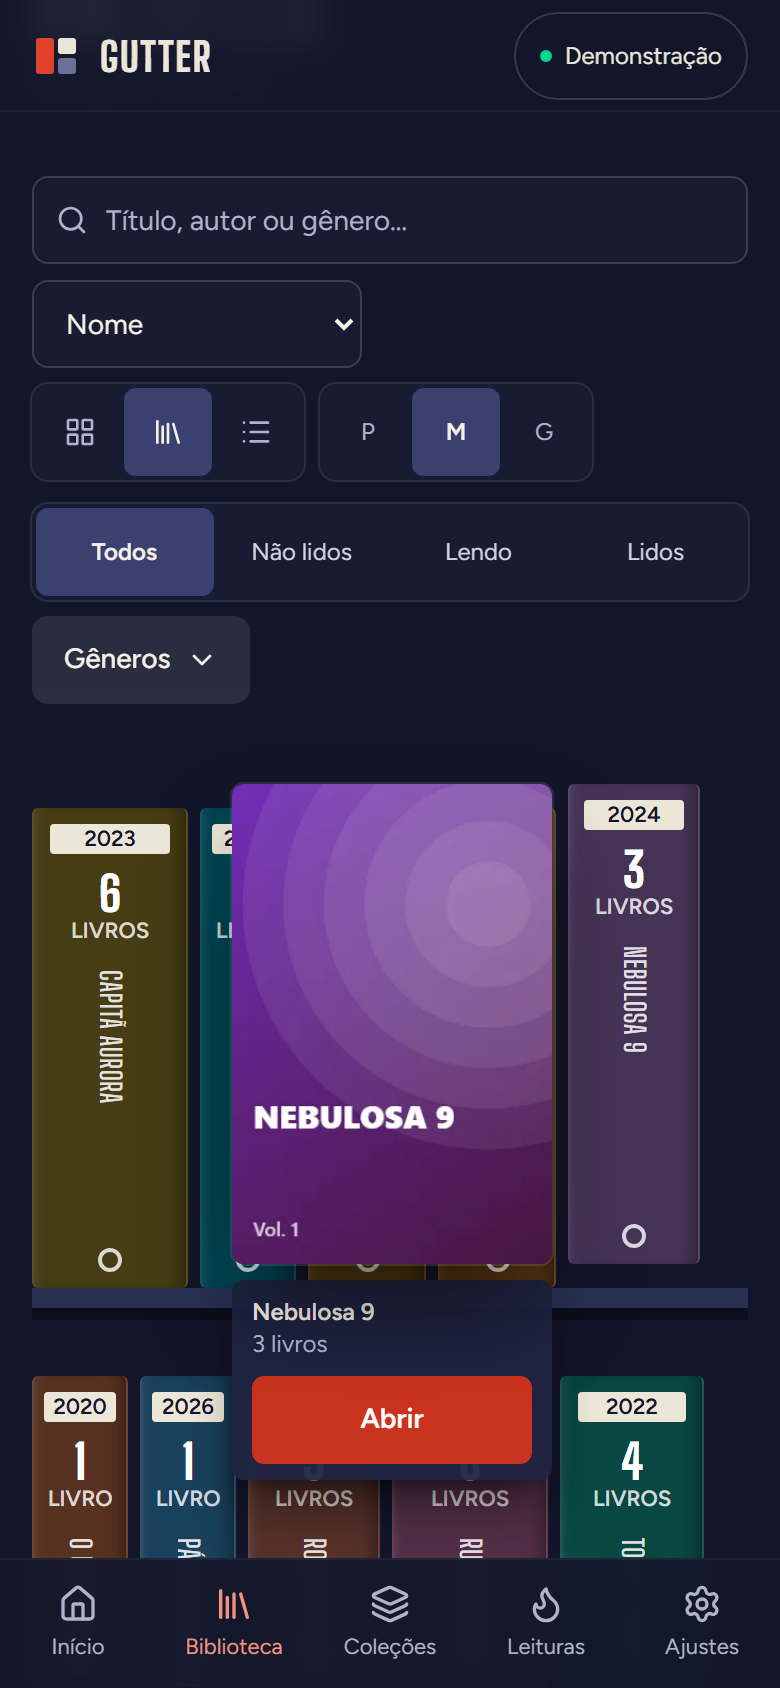 GUTTER
Demonstração
Título, autor ou gênero...
Nome
P
M
G
Todos
Não lidos
Lendo
Lidos
Gêneros
2023
6
LIVROS
CAPITÃ AURORA
NEBULOSA 9
Vol. 1
2024
3
LIVROS
NEBULOSA 9
Nebulosa 9
3 livros
Abrir
2020
1
LIVRO
2026
1
LIVRO
LIVROS
LIVROS
2022
4
LIVROS
Início
Biblioteca
Coleções
Leituras
Ajustes